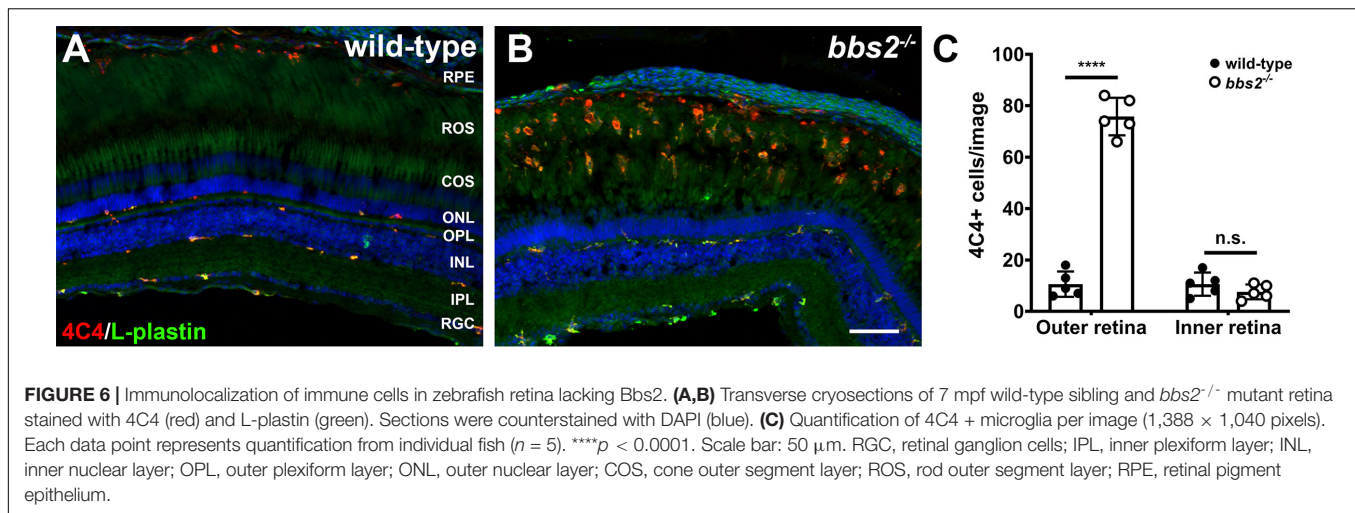 A
wild-type
RPE
ROS
COS
ONL
OPL
INL
IPL
RGC
4C4/L-plastin
B
bbs2-/-
C
4C4+ cells/image
100
80
60
40
20
0
****
n.s.
wild-type
bbs2-/-
Outer retina
Inner retina
FIGURE 6 | Immunolocalization of immune cells in zebrafish retina lacking Bbs2. (A,B) Transverse cryosections of 7 mpf wild-type sibling and bbs2-/- mutant retina
stained with 4C4 (red) and L-plastin (green). Sections were counterstained with DAPI (blue). (C) Quantification of 4C4 + microglia per image (1,388 × 1,040 pixels).
Each data point represents quantification from individual fish (n = 5). ****p < 0.0001. Scale bar: 50 μm. RGC, retinal ganglion cells; IPL, inner plexiform layer; INL,
inner nuclear layer; OPL, outer plexiform layer; ONL, outer nuclear layer; COS, cone outer segment layer; ROS, rod outer segment layer; RPE, retinal pigment
epithelium.